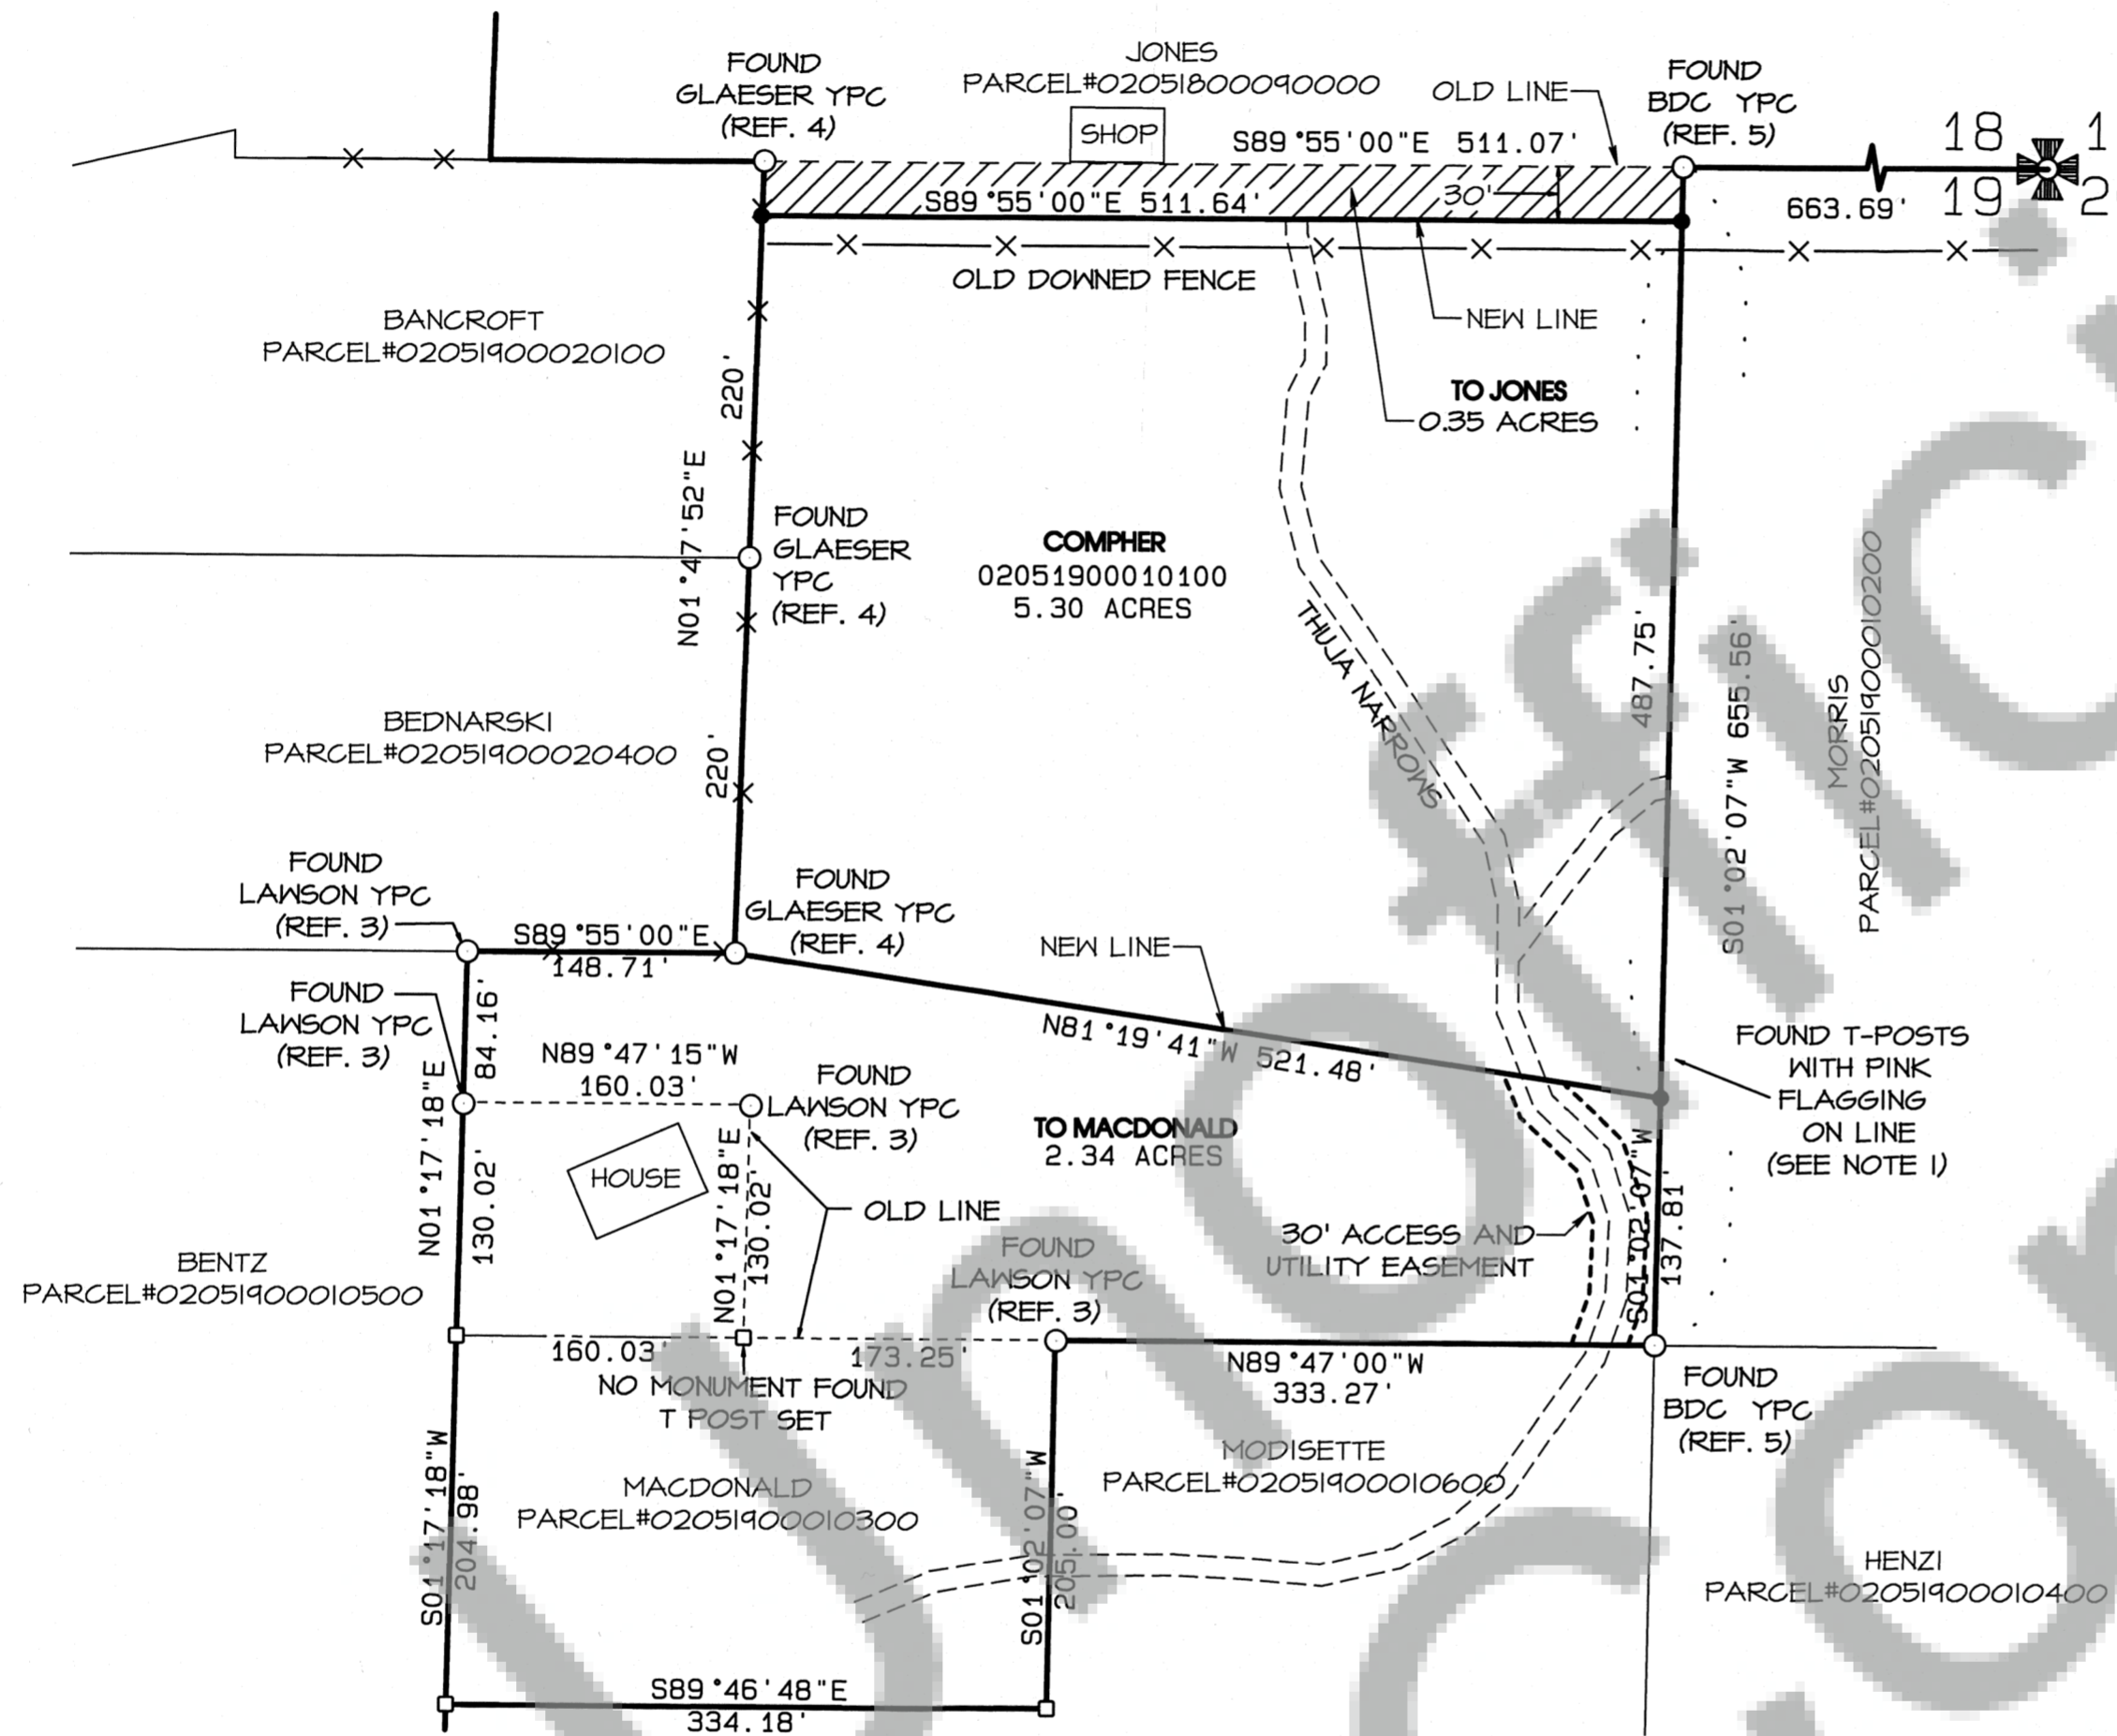 JONES
PARCEL#02051800090000
FOUND
GLAESER YPC
(REF. 4)
SHOP
OLD LINE
FOUND
BDC YPC
(REF. 5)
18
1
19
2
S89°55'00"E 511.07'
S89°55'00"E 511.64'
30'
663.69'
OLD DOWNED FENCE
NEW LINE
BANCROFT
PARCEL#02051900020100
220'
N01°47'52"E
TO JONES
0.35 ACRES
FOUND
GLAESER
YPC
(REF. 4)
COMPHER
02051900010100
5.30 ACRES
THUJA NARROWS
487.75'
S01°02'07"W 655.56'
MORRIS
PARCEL#02051900010200
BEDNARSKI
PARCEL#02051900020400
220'
FOUND
LAWSON YPC
(REF. 3)
FOUND
GLAESER YPC
(REF. 4)
S89°55'00"E
148.71'
NEW LINE
FOUND
LAWSON YPC
(REF. 3)
84.16'
N81°19'41"W 521.48'
FOUND T-POSTS
WITH PINK
FLAGGING
ON LINE
(SEE NOTE 1)
N89°47'15"W
160.03'
FOUND
LAWSON YPC
(REF. 3)
TO MACDONALD
2.34 ACRES
N01°17'18"E
130.02'
HOUSE
N01°17'18"E
130.02'
OLD LINE
30' ACCESS AND
UTILITY EASEMENT
S01°02'07"W
137.81'
BENTZ
PARCEL#02051900010500
FOUND
LAWSON YPC
(REF. 3)
160.03'
173.25'
NO MONUMENT FOUND
T POST SET
N89°47'00"W
333.27'
FOUND
BDC YPC
(REF. 5)
S01°17'18"W
204.98'
MACDONALD
PARCEL#02051900010300
S01°02'07"W
205.00'
MODISETTE
PARCEL#02051900010600
HENZI
PARCEL#02051900010400
S89°46'48"E
334.18'